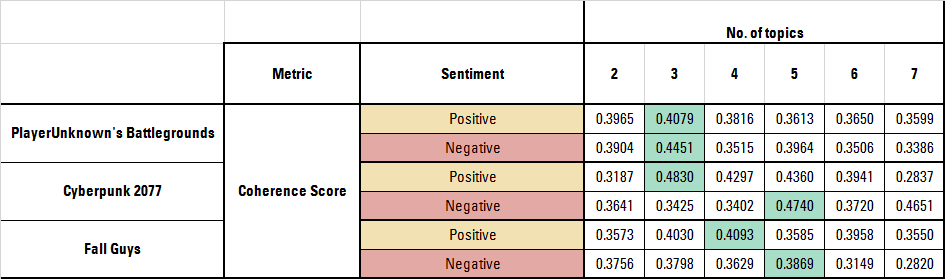 No. of topics
Metric Sentiment 2 3 4 5 6 7
PlayerUnknown's Battlegrounds Coherence Score Positive 0.3965 0.4079 0.3816 0.3613 0.3650 0.3599
Negative 0.3904 0.4451 0.3515 0.3964 0.3506 0.3386
Cyberpunk 2077 Positive 0.3187 0.4830 0.4297 0.4360 0.3941 0.2837
Negative 0.3641 0.3425 0.3402 0.4740 0.3720 0.4651
Fall Guys Positive 0.3573 0.4030 0.4093 0.3585 0.3958 0.3550
Negative 0.3756 0.3798 0.3629 0.3869 0.3149 0.2820